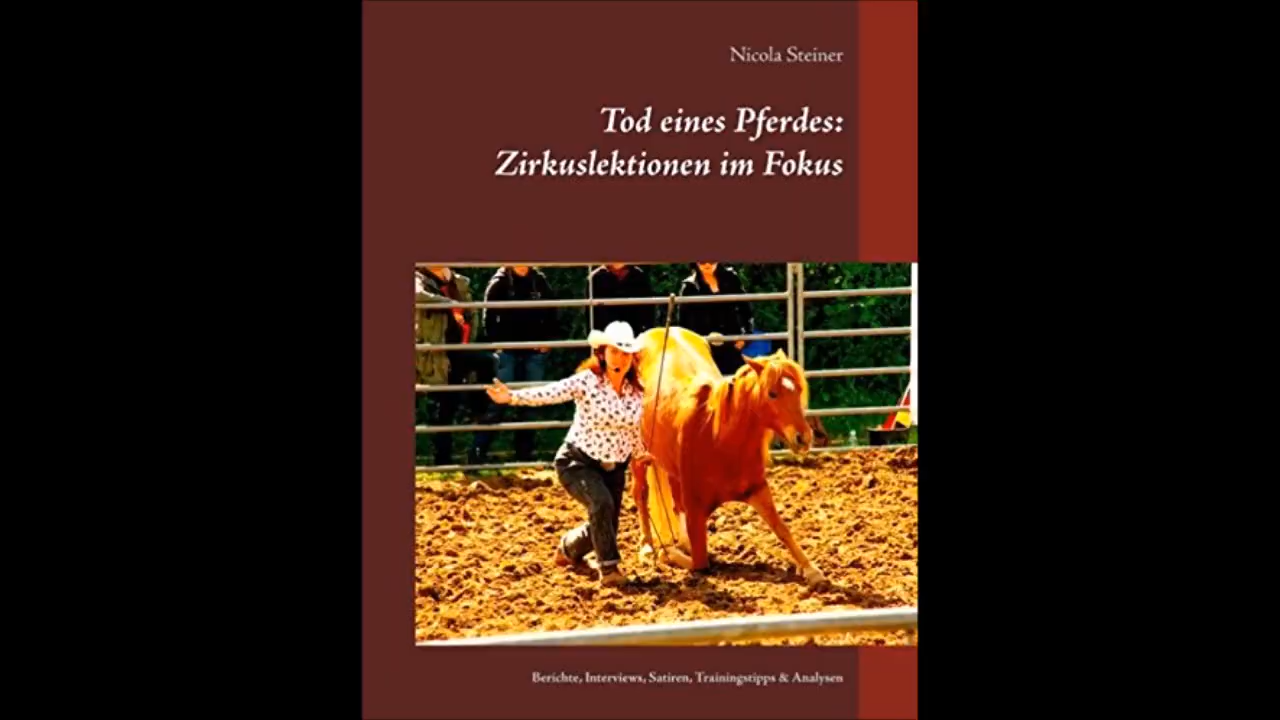 Nicola Steiner
Tod eines Pferdes:
Zirkuslektionen im Fokus
Berichte, Interviews, Satiren, Trainingstipps & Analysen